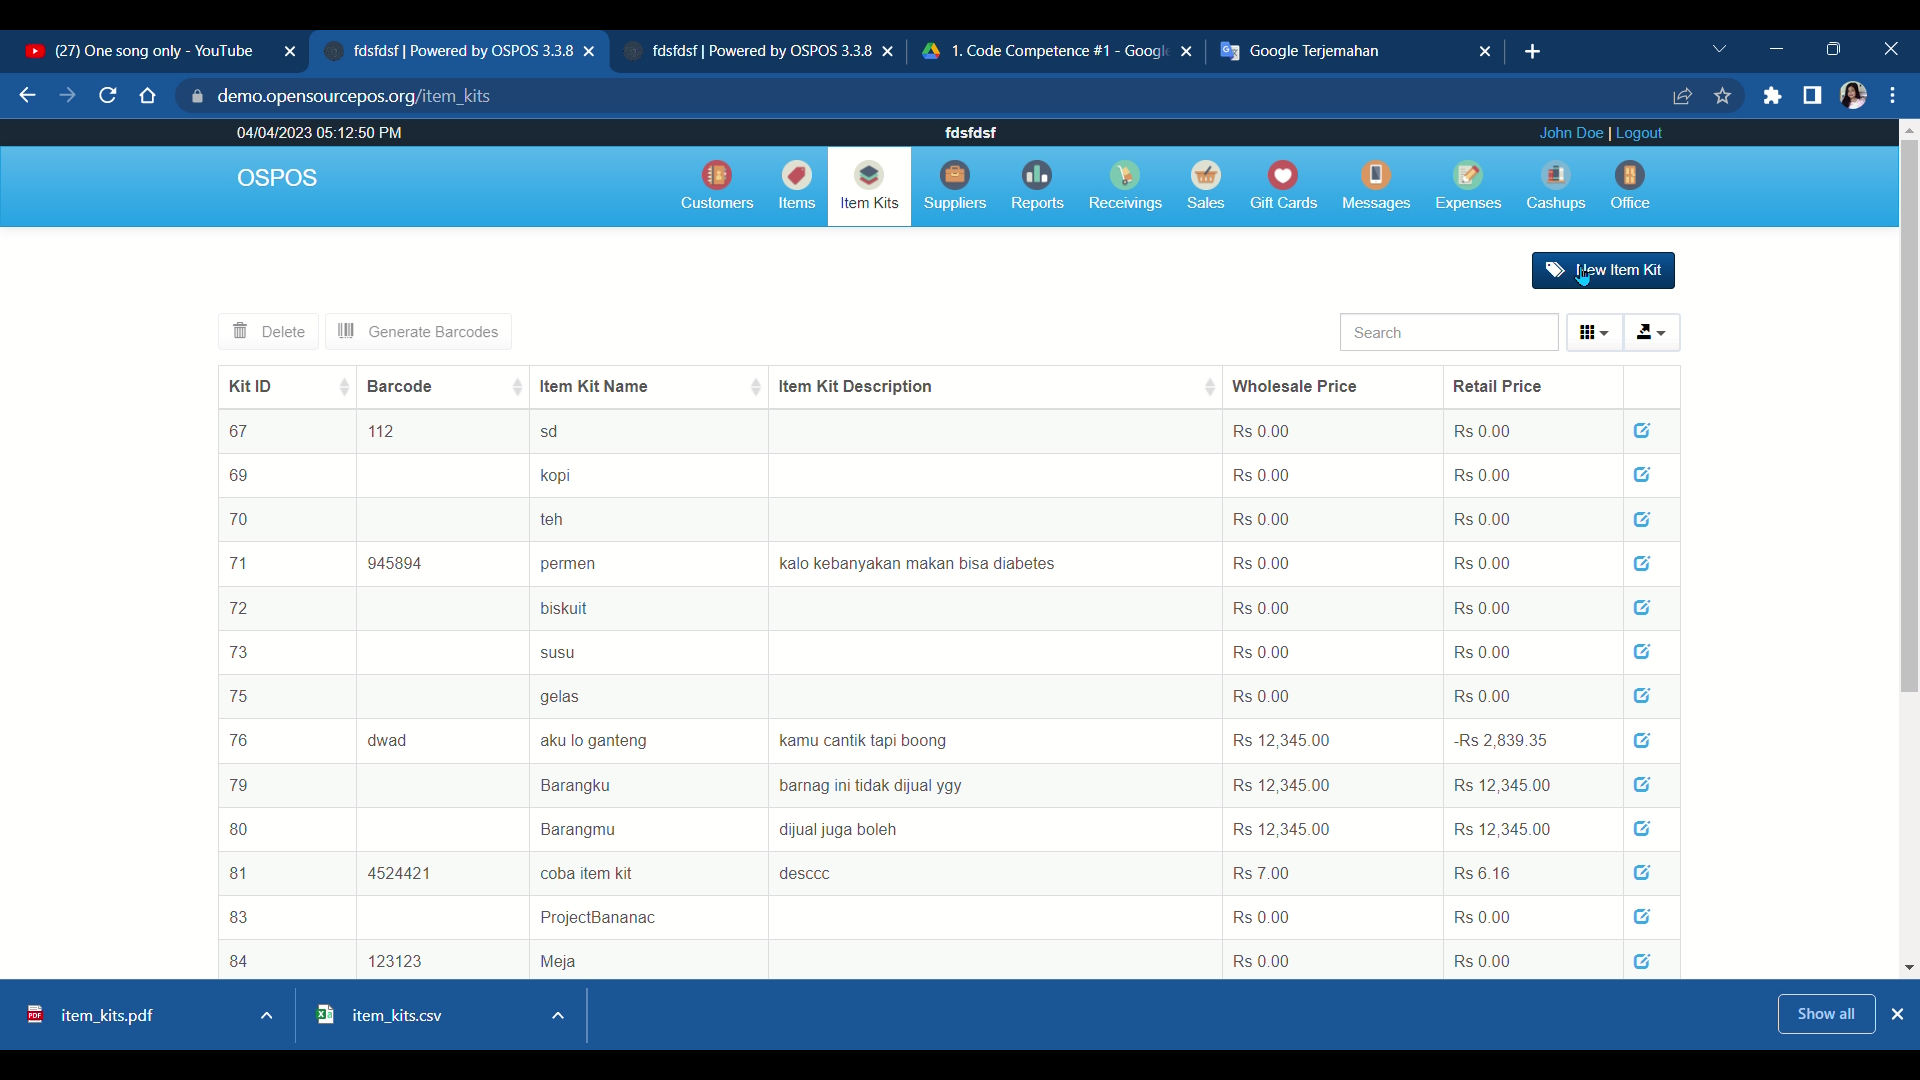 (27) One song only - YouTube
fdsfdsf | Powered by OSPOS 3.3.8
fdsfdsf | Powered by OSPOS 3.3.8
1. Code Competence #1 - Google
Google Terjemahan
demo.opensourcepos.org/item_kits
04/04/2023 05:12:50 PM fdsfdsf John Doe | Logout
OSPOS
Customers Items Item Kits Suppliers Reports Receivings Sales Gift Cards Messages Expenses Cashups Office
New Item Kit
Delete Generate Barcodes Search
Kit ID Barcode Item Kit Name Item Kit Description Wholesale Price Retail Price
67 112 sd Rs 0.00 Rs 0.00
69 kopi Rs 0.00 Rs 0.00
70 teh Rs 0.00 Rs 0.00
71 945894 permen kalo kebanyakan makan bisa diabetes Rs 0.00 Rs 0.00
72 biskuit Rs 0.00 Rs 0.00
73 susu Rs 0.00 Rs 0.00
75 gelas Rs 0.00 Rs 0.00
76 dwad aku lo ganteng kamu cantik tapi boong Rs 12,345.00 -Rs 2,839.35
79 Barangku barnag ini tidak dijual ygy Rs 12,345.00 Rs 12,345.00
80 Barangmu dijual juga boleh Rs 12,345.00 Rs 12,345.00
81 4524421 coba item kit desccc Rs 7.00 Rs 6.16
83 ProjectBananac Rs 0.00 Rs 0.00
84 123123 Meja Rs 0.00 Rs 0.00
item_kits.pdf item_kits.csv Show all